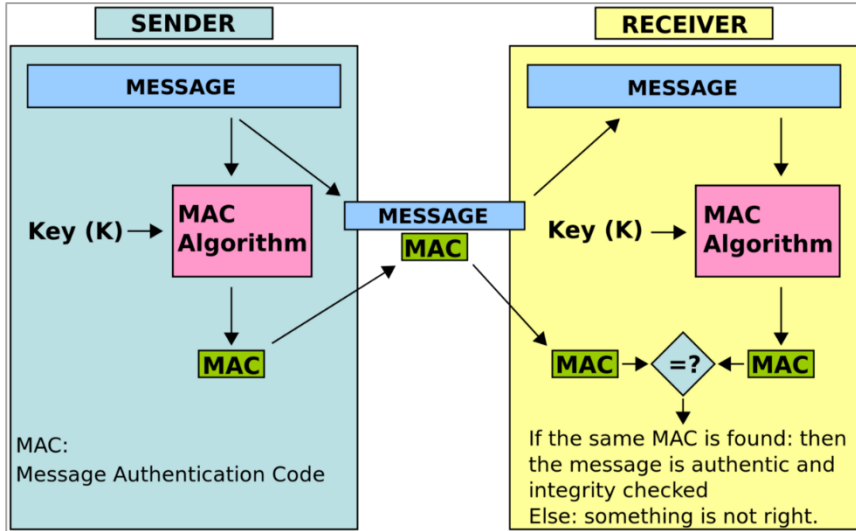 SENDER
MESSAGE
Key (K)
MAC
Algorithm
MAC
MAC:
Message Authentication Code
MESSAGE
MAC
RECEIVER
MESSAGE
Key (K)
MAC
Algorithm
MAC
=?
MAC
If the same MAC is found: then
the message is authentic and
integrity checked
Else: something is not right.